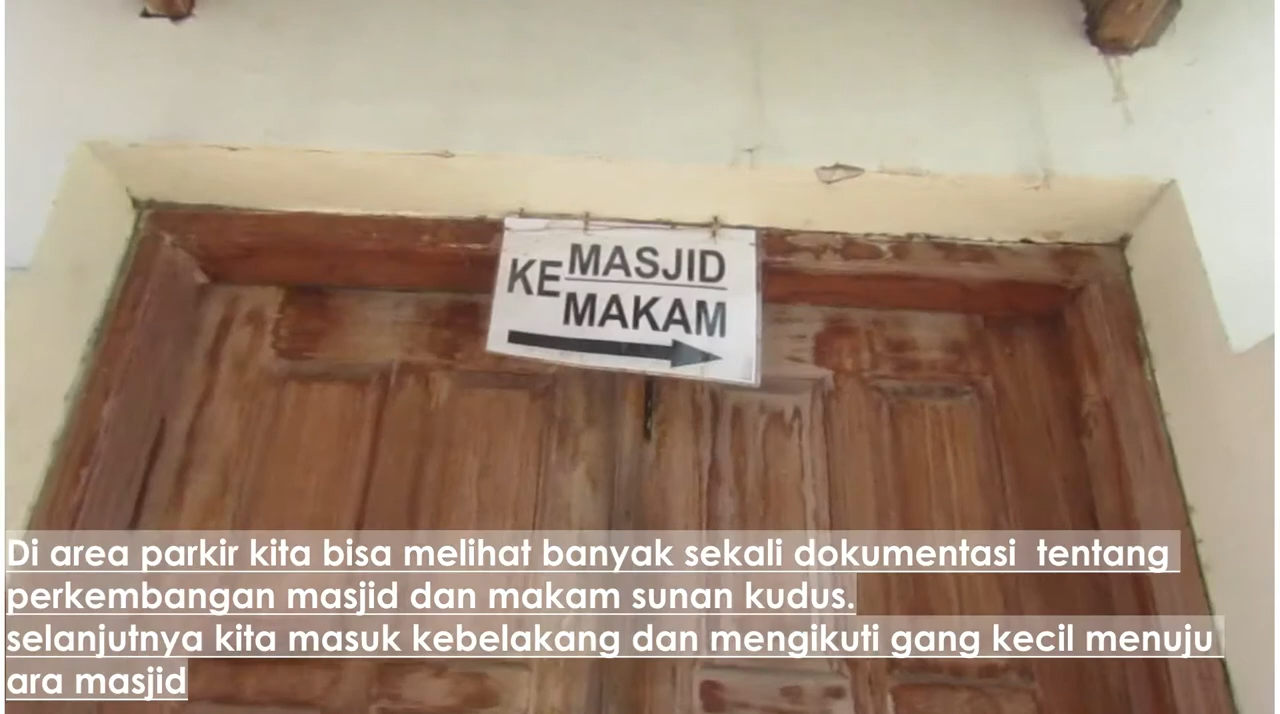 KE MASJID
MAKAM
Di area parkir kita bisa melihat banyak sekali dokumentasi  tentang
perkembangan masjid dan makam sunan kudus.
selanjutnya kita masuk kebelakang dan mengikuti gang kecil menuju
ara masjid